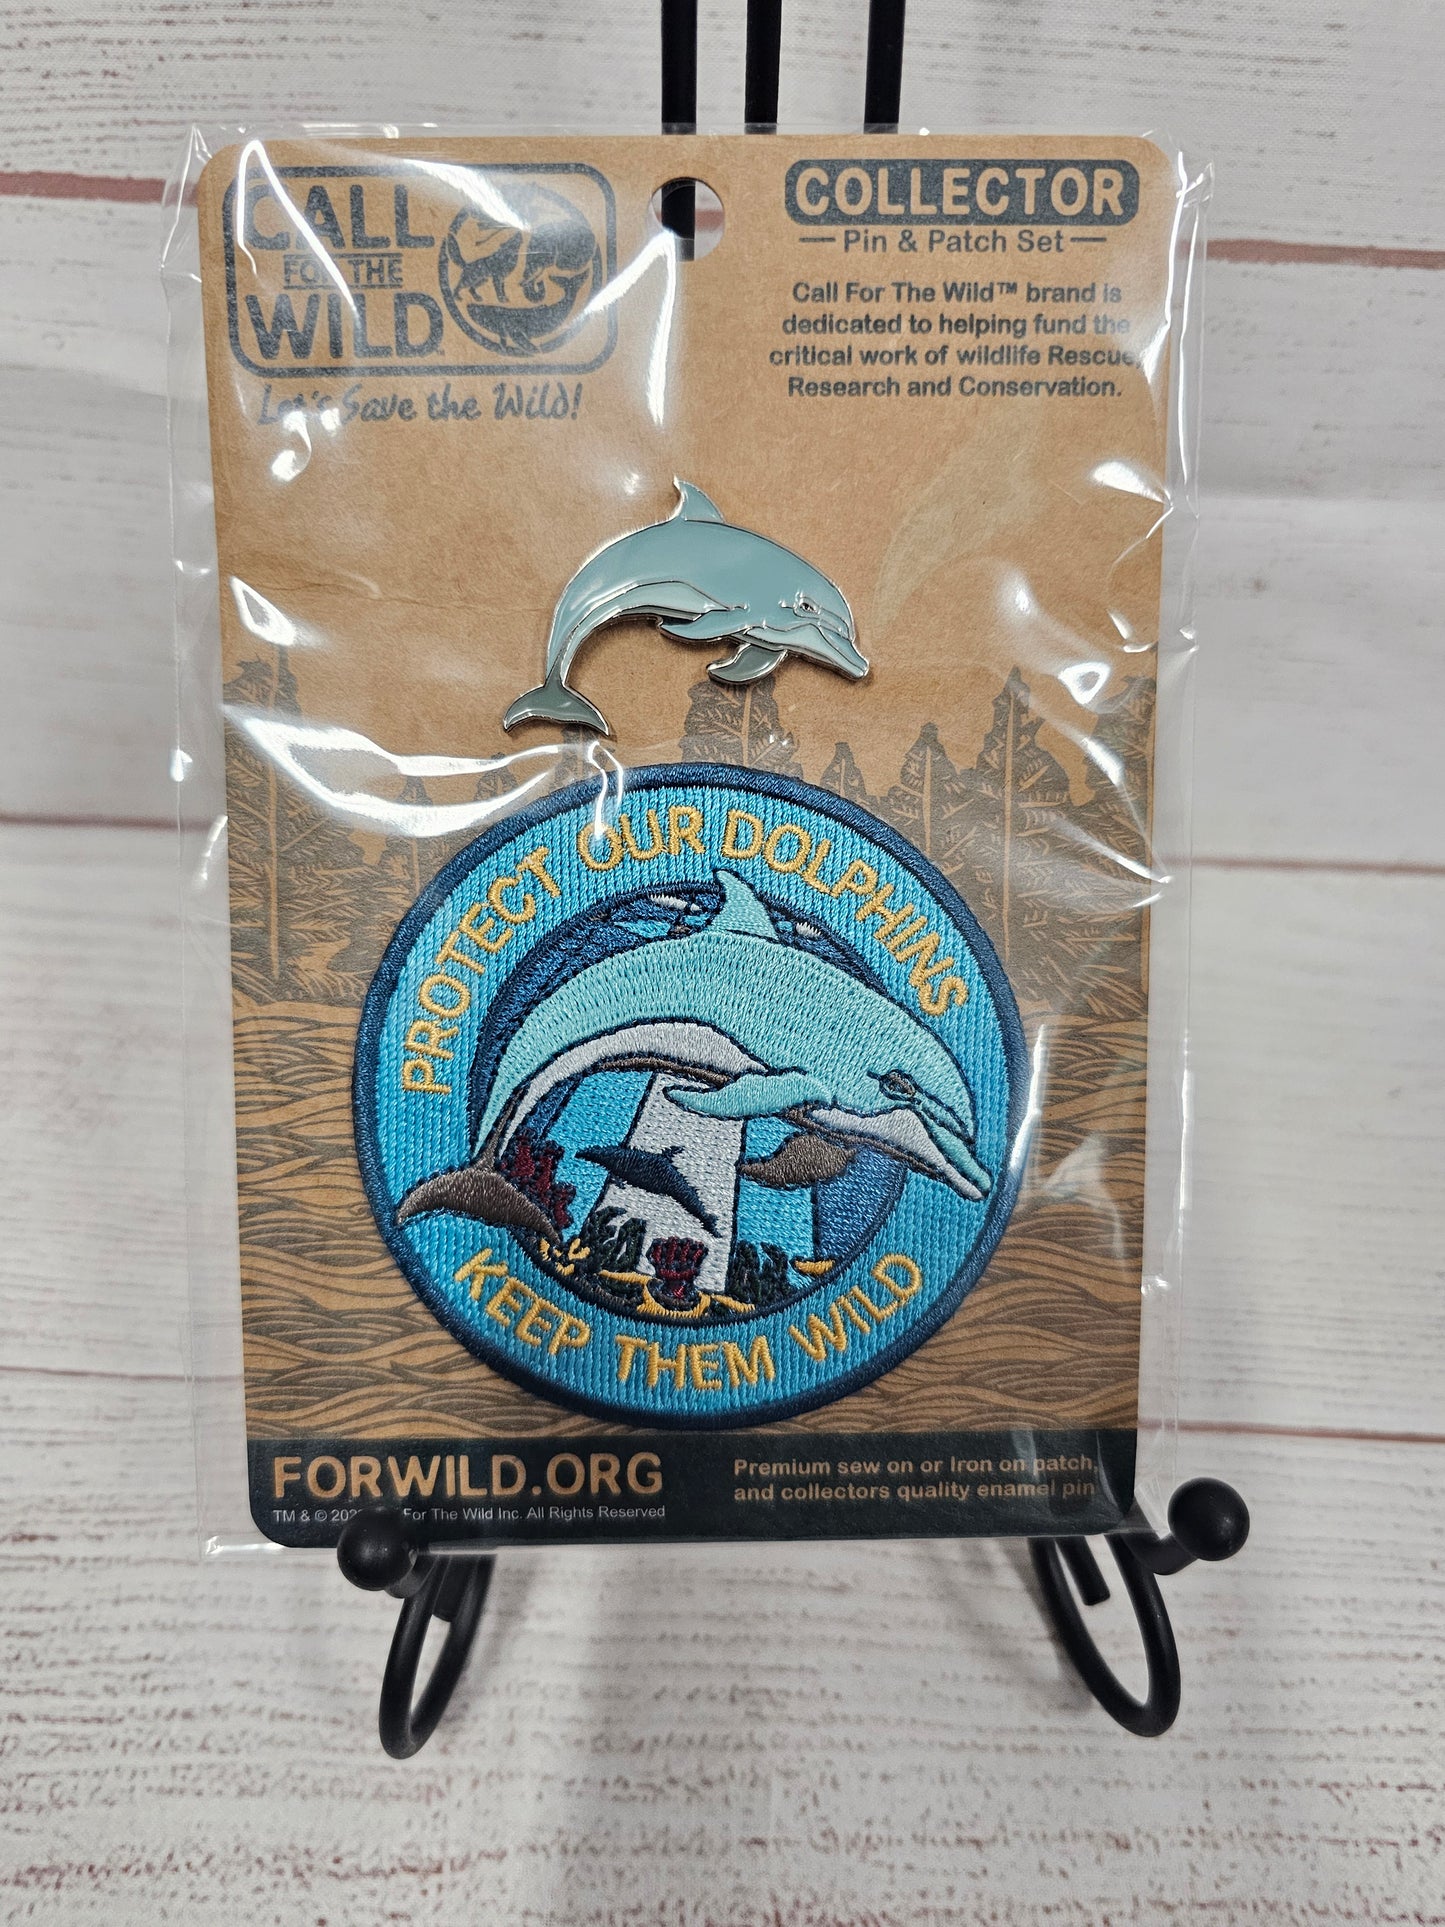 CALL
FOR THE
WILD
Let's Save the Wild!
COLLECTOR
Pin & Patch Set
Call For The Wild™ brand is
dedicated to helping fund the
critical work of wildlife Rescue,
Research and Conservation.
PROTECT OUR DOLPHINS
KEEP THEM WILD
FORWILD.ORG
TM & © For The Wild Inc. All Rights Reserved
Premium sew on or Iron on patch,
and collectors quality enamel pin